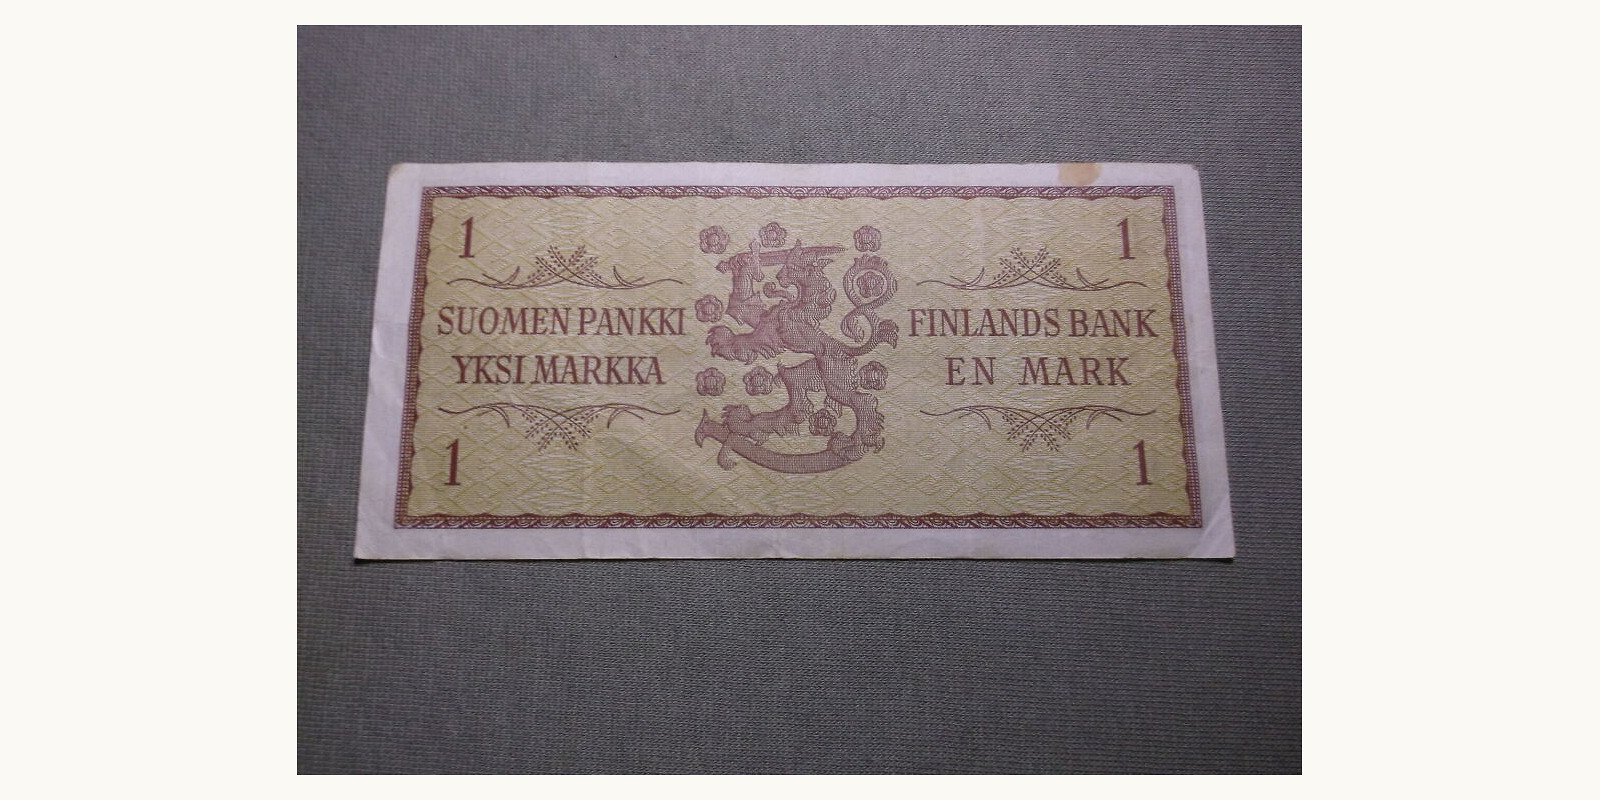 1 1
SUOMEN PANKKI FINLANDS BANK
YKSI MARKKA EN MARK
1 1